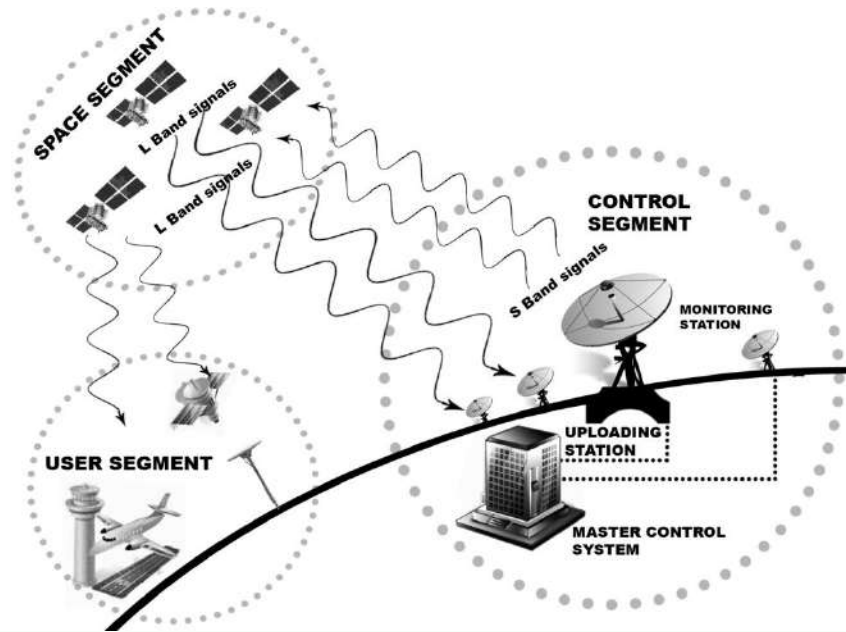 SPACE SEGMENT
L Band signals
L Band signals
CONTROL
SEGMENT
S Band signals
MONITORING
STATION
UPLOADING
STATION
USER SEGMENT
MASTER CONTROL
SYSTEM